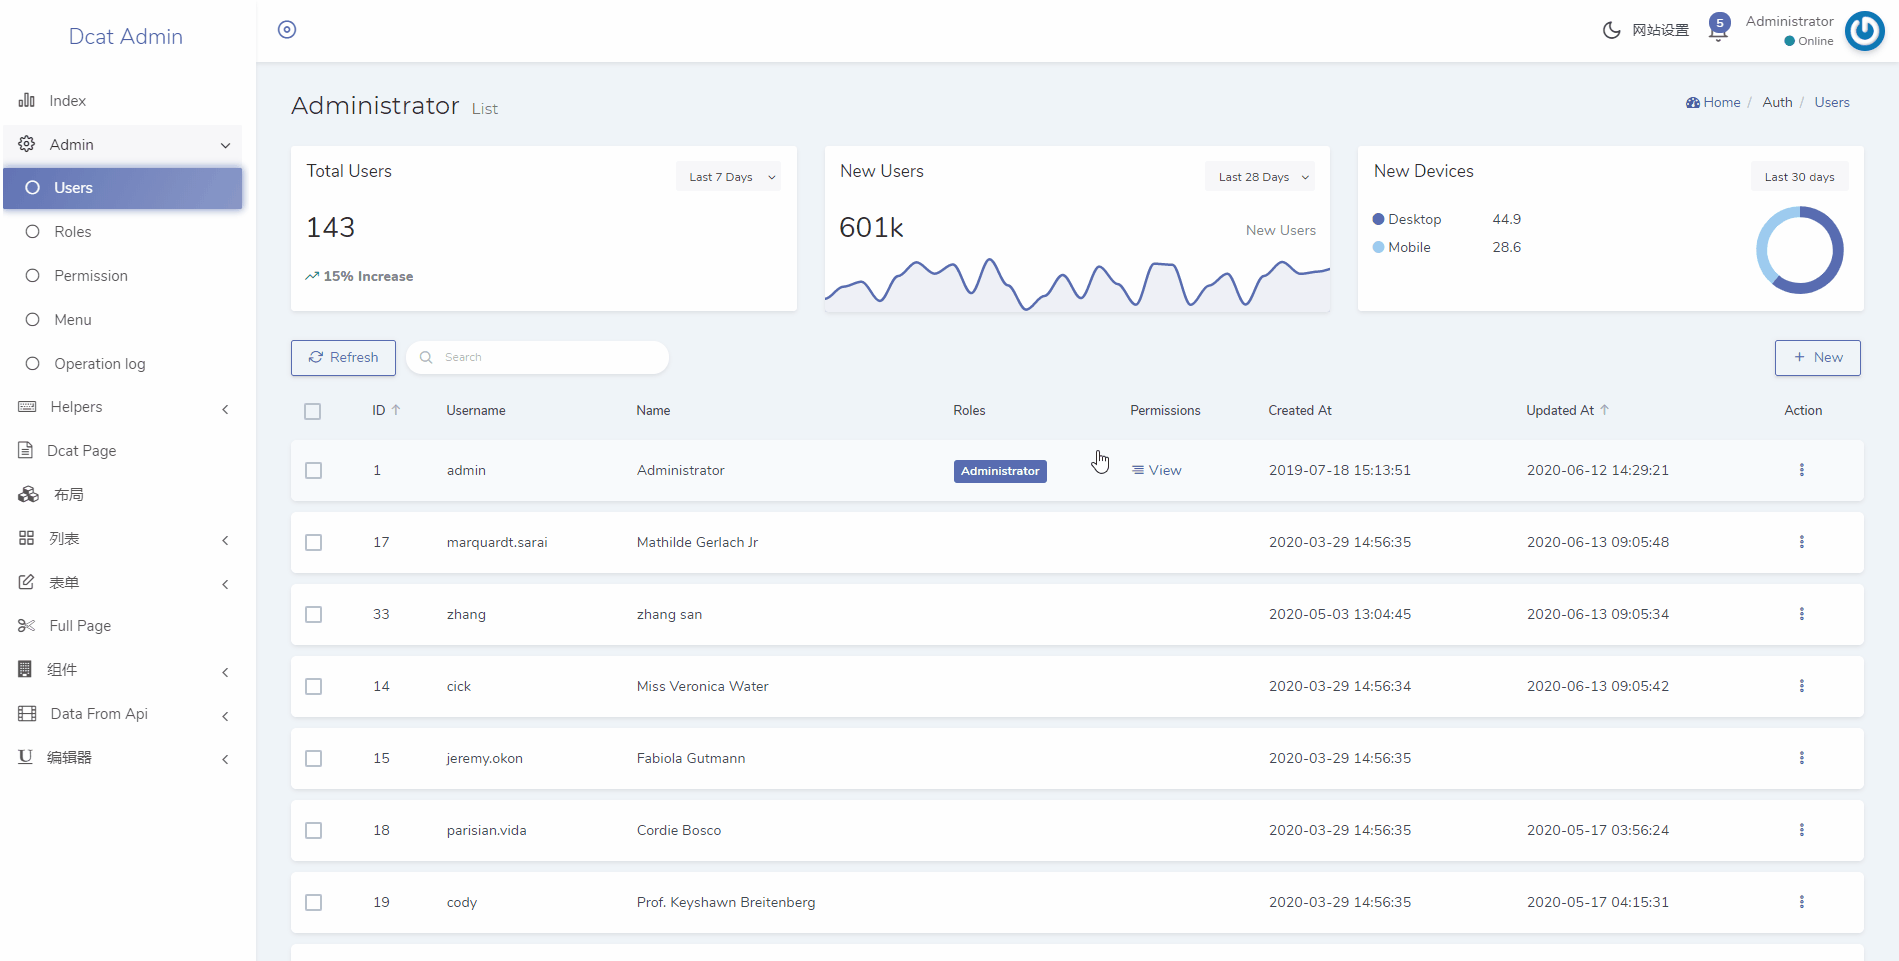 Dcat Admin
网站设置
5
Administrator
Online
Index
Admin
Users
Roles
Permission
Menu
Operation log
Helpers
Dcat Page
布局
列表
表单
Full Page
组件
Data From Api
编辑器
Administrator List
Home / Auth / Users
Total Users
Last 7 Days
143
15% Increase
New Users
Last 28 Days
601k
New Users
New Devices
Last 30 days
Desktop 44.9
Mobile 28.6
Refresh
Search
+ New
ID Username Name Roles Permissions Created At Updated At Action
1 admin Administrator Administrator View 2019-07-18 15:13:51 2020-06-12 14:29:21
17 marquardt.sarai Mathilde Gerlach Jr 2020-03-29 14:56:35 2020-06-13 09:05:48
33 zhang zhang san 2020-05-03 13:04:45 2020-06-13 09:05:34
14 cick Miss Veronica Water 2020-03-29 14:56:34 2020-06-13 09:05:42
15 jeremy.okon Fabiola Gutmann 2020-03-29 14:56:35
18 parisian.vida Cordie Bosco 2020-03-29 14:56:35 2020-05-17 03:56:24
19 cody Prof. Keyshawn Breitenberg 2020-03-29 14:56:35 2020-05-17 04:15:31